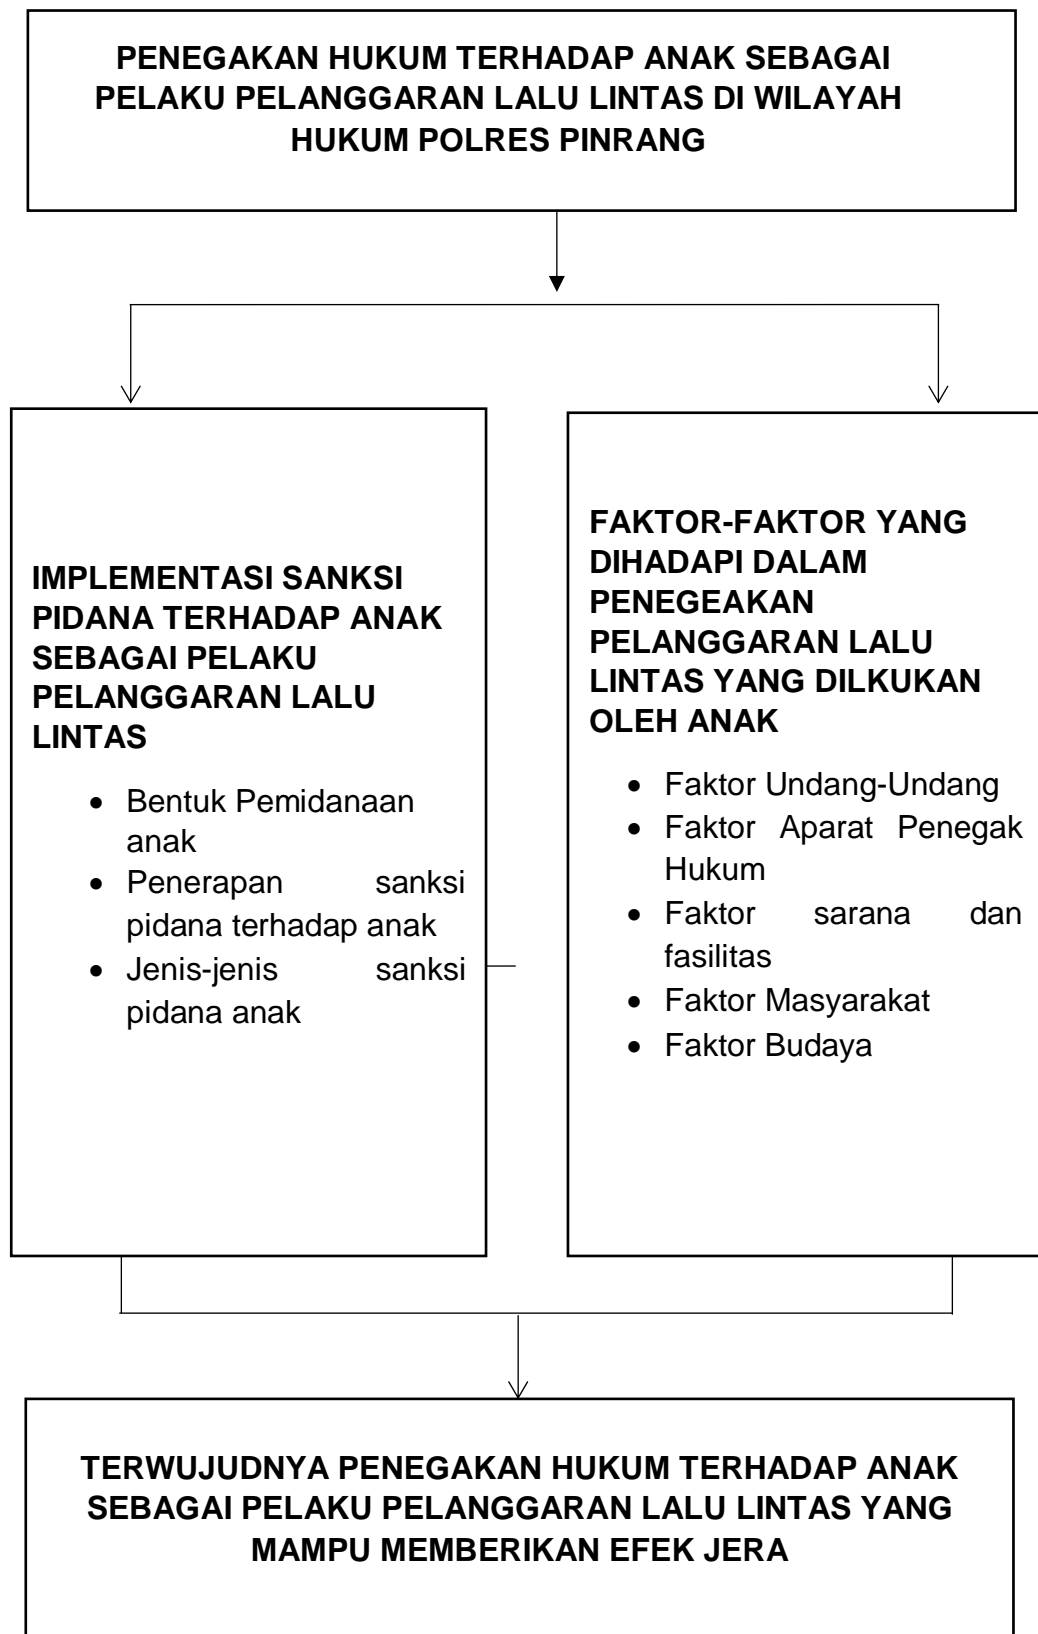 PENEGAKAN HUKUM TERHADAP ANAK SEBAGAI
PELAKU PELANGGARAN LALU LINTAS DI WILAYAH
HUKUM POLRES PINRANG
IMPLEMENTASI SANKSI
PIDANA TERHADAP ANAK
SEBAGAI PELAKU
PELANGGARAN LALU
LINTAS
• Bentuk Pemidanaan
anak
• Penerapan sanksi
pidana terhadap anak
• Jenis-jenis sanksi
pidana anak
FAKTOR-FAKTOR YANG
DIHADAPI DALAM
PENEGEAKAN
PELANGGARAN LALU
LINTAS YANG DILKUKAN
OLEH ANAK
• Faktor Undang-Undang
• Faktor Aparat Penegak
Hukum
• Faktor sarana dan
fasilitas
• Faktor Masyarakat
• Faktor Budaya
TERWUJUDNYA PENEGAKAN HUKUM TERHADAP ANAK
SEBAGAI PELAKU PELANGGARAN LALU LINTAS YANG
MAMPU MEMBERIKAN EFEK JERA